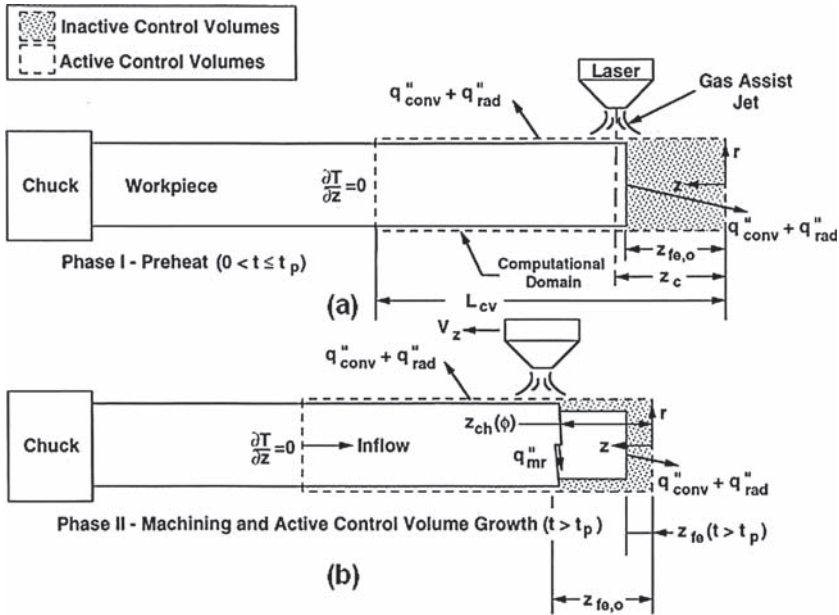 Inactive Control Volumes
Active Control Volumes
Laser
Gas Assist
Jet
q"conv + q"rad
r
Chuck
Workpiece
∂T/∂z=0
z
q"conv + q"rad
Phase I - Preheat (0 < t ≤ tp)
Computational
Domain
zfe,o
zc
(a)
Lcv
Vz
q"conv + q"rad
zch(ϕ)
r
Chuck
∂T/∂z=0
Inflow
q"mr
z
q"conv + q"rad
Phase II - Machining and Active Control Volume Growth (t > tp)
zfe(t > tp)
(b)
zfe,o